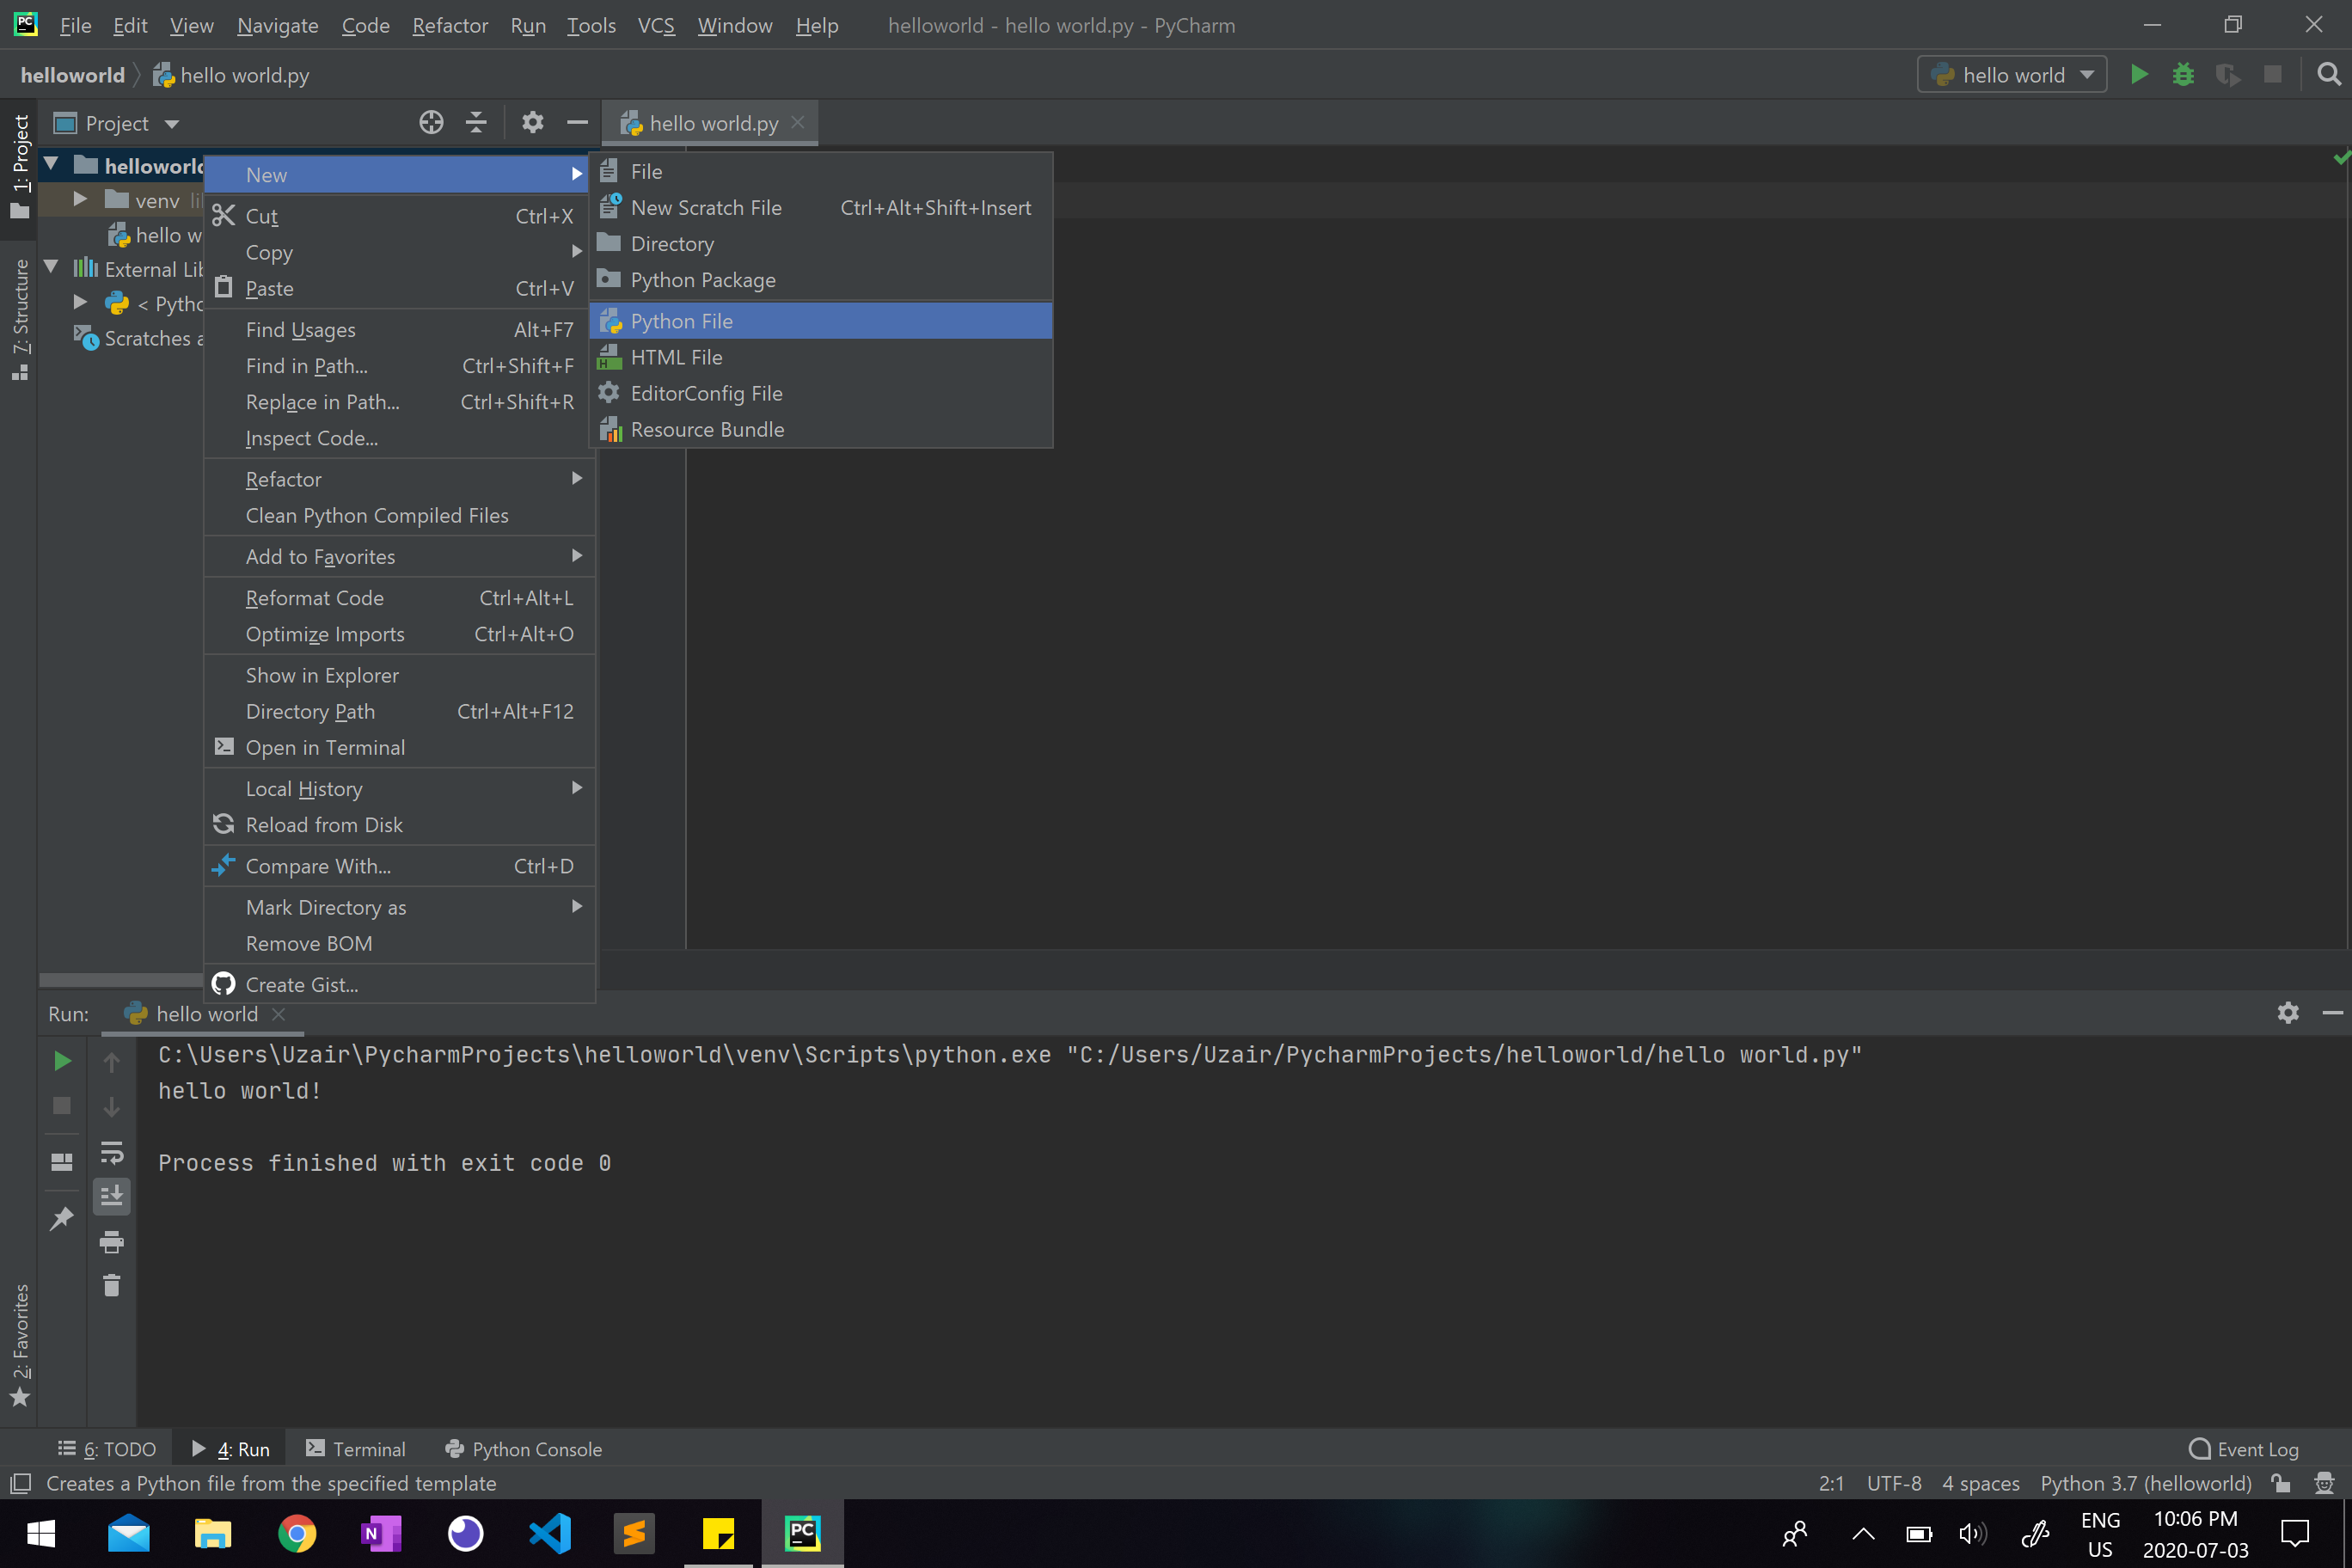 PC File Edit View Navigate Code Refactor Run Tools VCS Window Help helloworld - hello world.py - PyCharm
helloworld hello world.py hello world
1: Project
7: Structure
2: Favorites
Project hello world.py
helloworld
venv
hello w
External Lib
< Pytho
Scratches a
New
Cut Ctrl+X
Copy
Paste Ctrl+V
Find Usages Alt+F7
Find in Path... Ctrl+Shift+F
Replace in Path... Ctrl+Shift+R
Inspect Code...
Refactor
Clean Python Compiled Files
Add to Favorites
Reformat Code Ctrl+Alt+L
Optimize Imports Ctrl+Alt+O
Show in Explorer
Directory Path Ctrl+Alt+F12
Open in Terminal
Local History
Reload from Disk
Compare With... Ctrl+D
Mark Directory as
Remove BOM
Create Gist...
File
New Scratch File Ctrl+Alt+Shift+Insert
Directory
Python Package
Python File
HTML File
EditorConfig File
Resource Bundle
Run: hello world
C:\Users\Uzair\PycharmProjects\helloworld\venv\Scripts\python.exe "C:/Users/Uzair/PycharmProjects/helloworld/hello world.py"
hello world!
Process finished with exit code 0
6: TODO 4: Run Terminal Python Console Event Log
Creates a Python file from the specified template 2:1 UTF-8 4 spaces Python 3.7 (helloworld)
N PC ENG 10:06 PM
US 2020-07-03